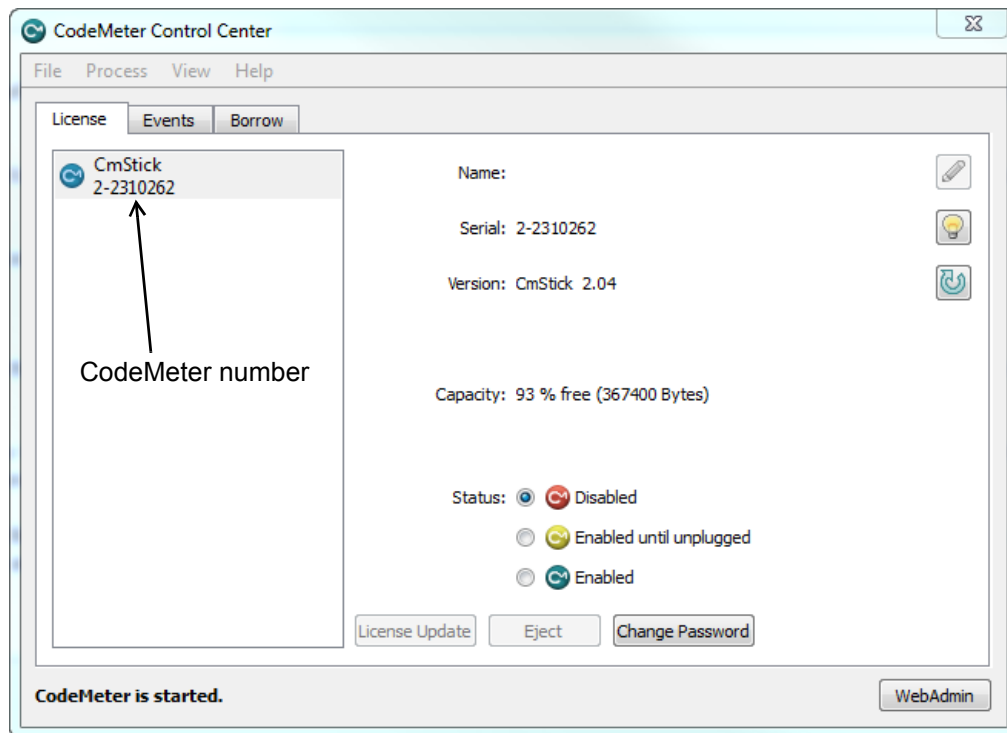 CodeMeter Control Center
File Process View Help
License Events Borrow
CmStick
2-2310262
CodeMeter number
Name:
Serial: 2-2310262
Version: CmStick 2.04
Capacity: 93 % free (367400 Bytes)
Status: Disabled
Enabled until unplugged
Enabled
License Update Eject Change Password
CodeMeter is started. WebAdmin